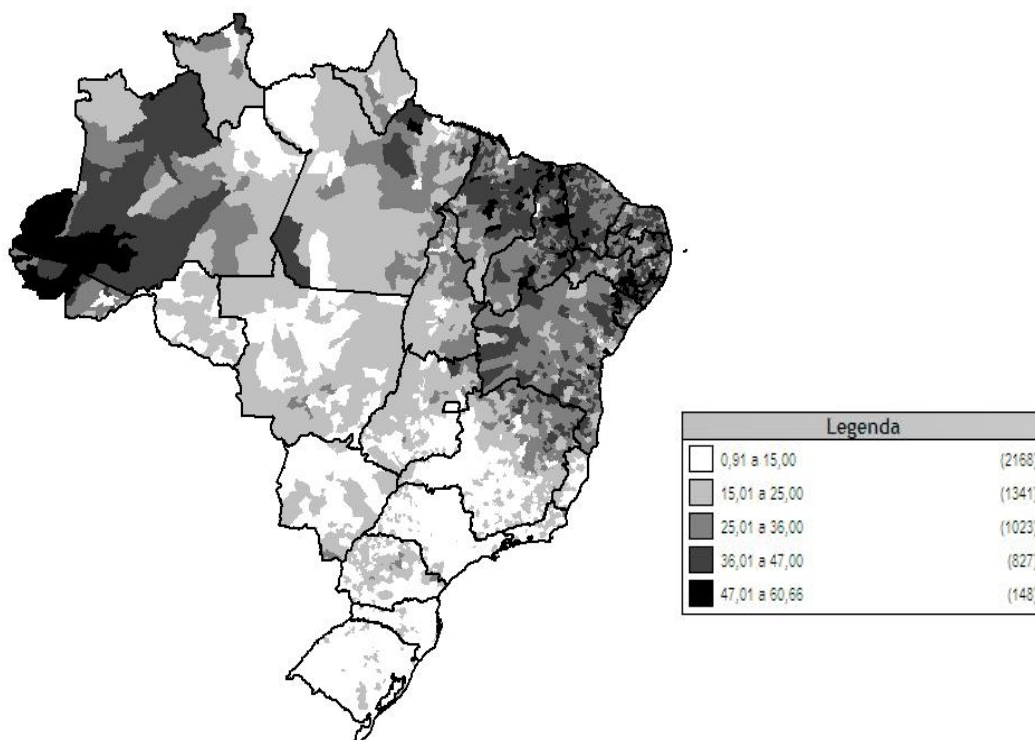 Legenda
0,91 a 15,00 (2168)
15,01 a 25,00 (1341)
25,01 a 36,00 (1023)
36,01 a 47,00 (827)
47,01 a 60,66 (148)